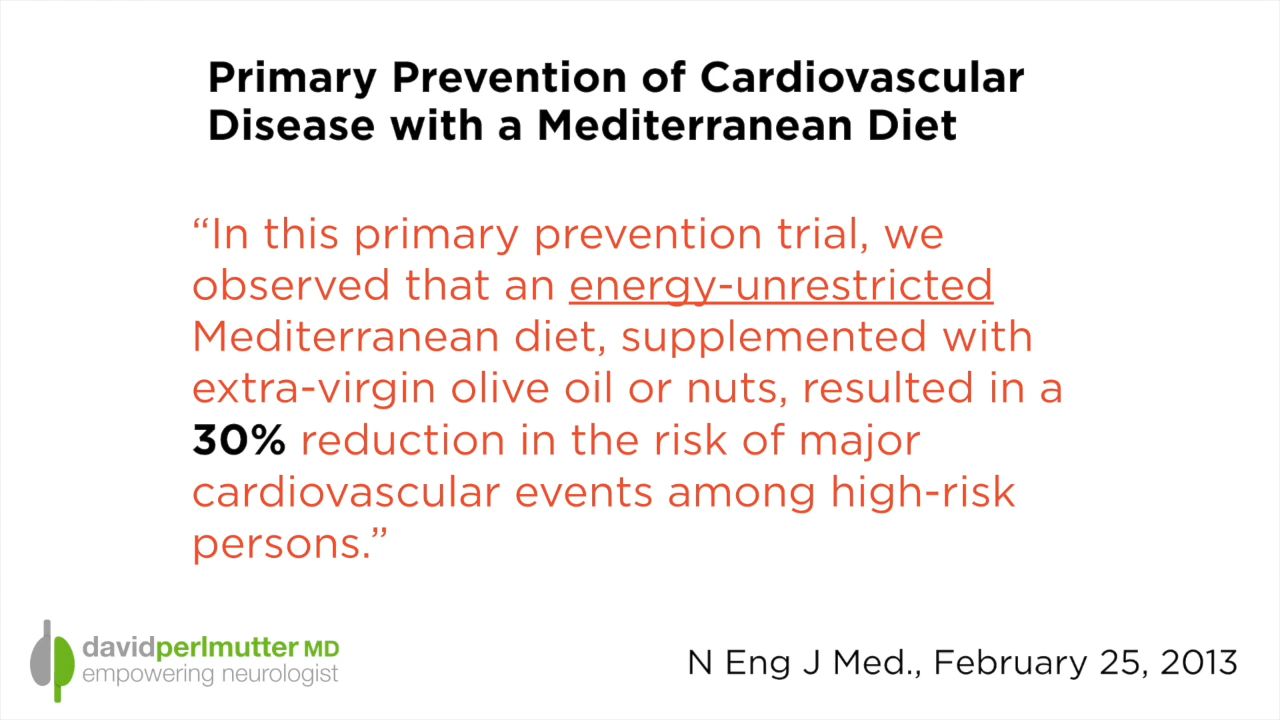 Primary Prevention of Cardiovascular
Disease with a Mediterranean Diet
“In this primary prevention trial, we
observed that an energy-unrestricted
Mediterranean diet, supplemented with
extra-virgin olive oil or nuts, resulted in a
30% reduction in the risk of major
cardiovascular events among high-risk
persons.”
davidperlmutter MD
empowering neurologist
N Eng J Med., February 25, 2013